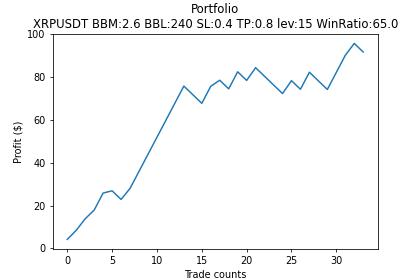 Portfolio
XRPUSDT BBM:2.6 BBL:240 SL:0.4 TP:0.8 lev:15 WinRatio:65.0
100
80
60
40
20
0
Profit ($)
0 5 10 15 20 25 30
Trade counts